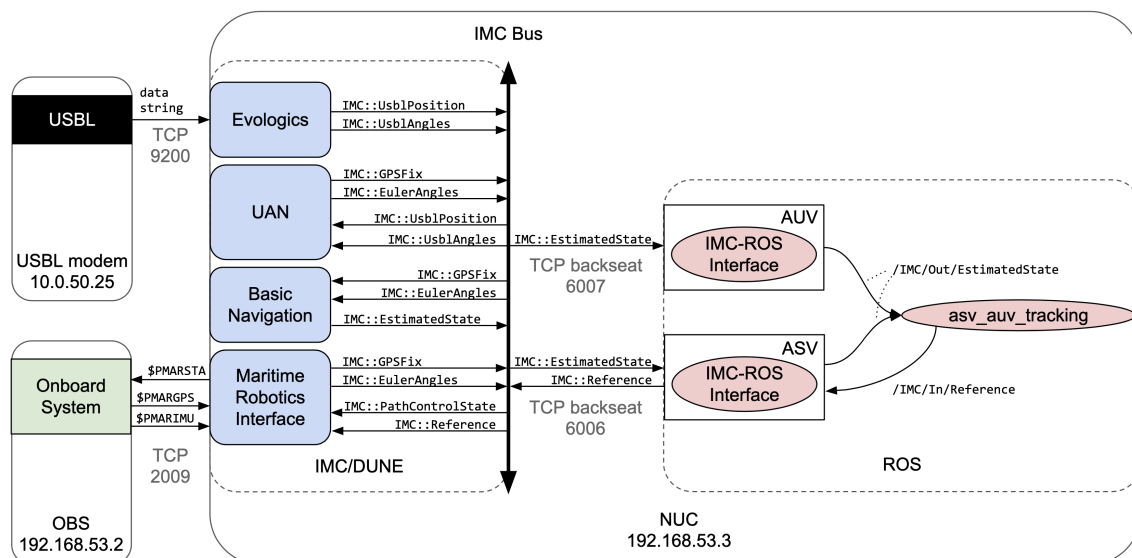 IMC Bus
USBL
data
string
TCP
9200
USBL modem
10.0.50.25
Evologics
IMC::UsblPosition
IMC::UsblAngles
UAN
IMC::GPSFix
IMC::EulerAngles
IMC::UsblPosition
IMC::UsblAngles
Basic
Navigation
IMC::GPSFix
IMC::EulerAngles
IMC::EstimatedState
Onboard
System
$PMARSTA
$PMARGPS
$PMARIMU
TCP
2009
OBS
192.168.53.2
Maritime
Robotics
Interface
IMC::GPSFix
IMC::EulerAngles
IMC::PathControlState
IMC::Reference
IMC/DUNE
IMC::EstimatedState
TCP backseat
6007
IMC::EstimatedState
IMC::Reference
TCP backseat
6006
AUV
IMC-ROS
Interface
ASV
IMC-ROS
Interface
/IMC/Out/EstimatedState
asv_auv_tracking
/IMC/In/Reference
ROS
NUC
192.168.53.3